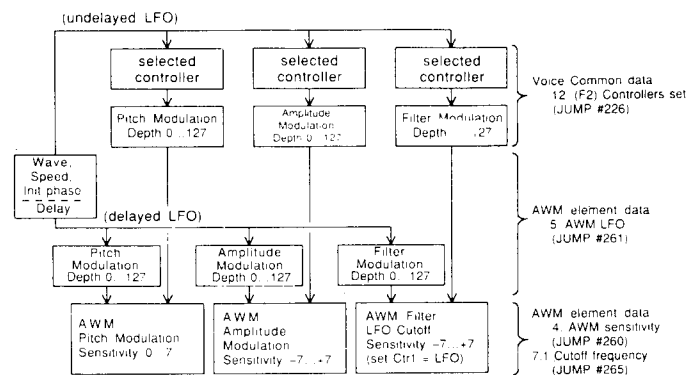 (undelayed LFO)
selected controller
selected controller
selected controller
Pitch Modulation
Depth 0...127
Amplitude
Modulation
Depth 0...127
Filter Modulation
Depth
Voice Common data
12 (F2) Controllers set
(JUMP #226)
Wave,
Speed,
Init phase
Delay
(delayed LFO)
Pitch
Modulation
Depth 0...127
Amplitude
Modulation
Depth 0...127
Filter
Modulation
Depth 0...127
AWM element data
5 AWM LFO
(JUMP #261)
AWM
Pitch Modulation
Sensitivity 0 7
AWM
Amplitude
Modulation
Sensitivity -7...+7
AWM Filter
LFO Cutoff
Sensitivity -7...+7
(set Ctr1 = LFO)
AWM element data
4. AWM sensitivity
(JUMP #260)
7.1 Cutoff frequency
(JUMP #265)